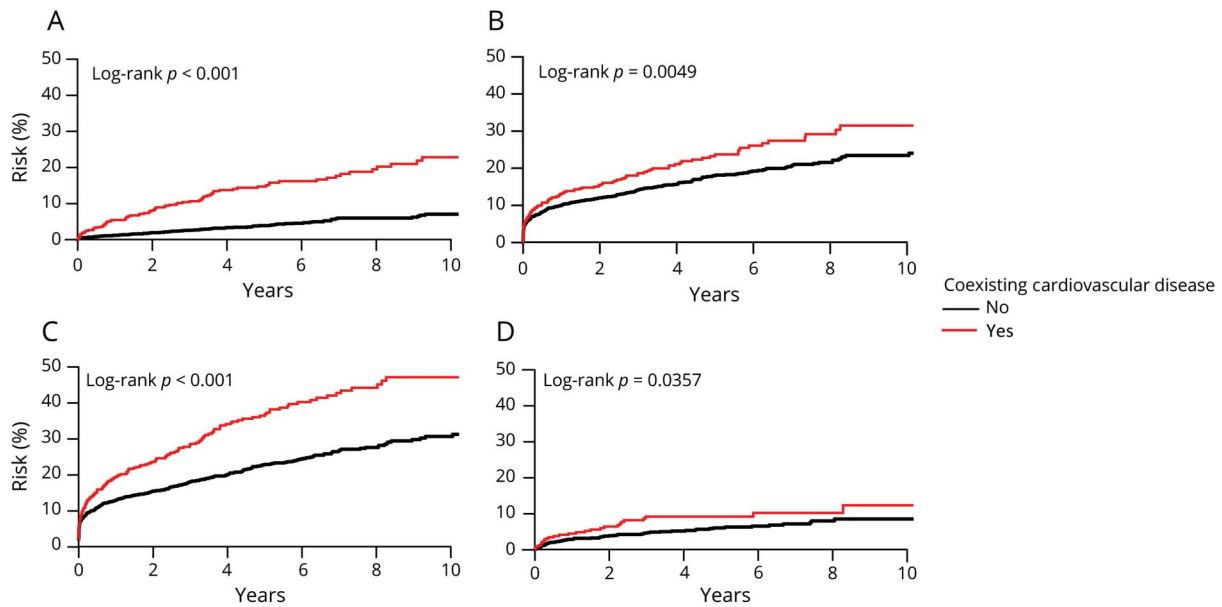 A
Log-rank p < 0.001
Risk (%)
50
40
30
20
10
0
0 2 4 6 8 10
Years
B
Log-rank p = 0.0049
50
40
30
20
10
0
0 2 4 6 8 10
Years
Coexisting cardiovascular disease
No
Yes
C
Log-rank p < 0.001
Risk (%)
50
40
30
20
10
0
0 2 4 6 8 10
Years
D
Log-rank p = 0.0357
50
40
30
20
10
0
0 2 4 6 8 10
Years